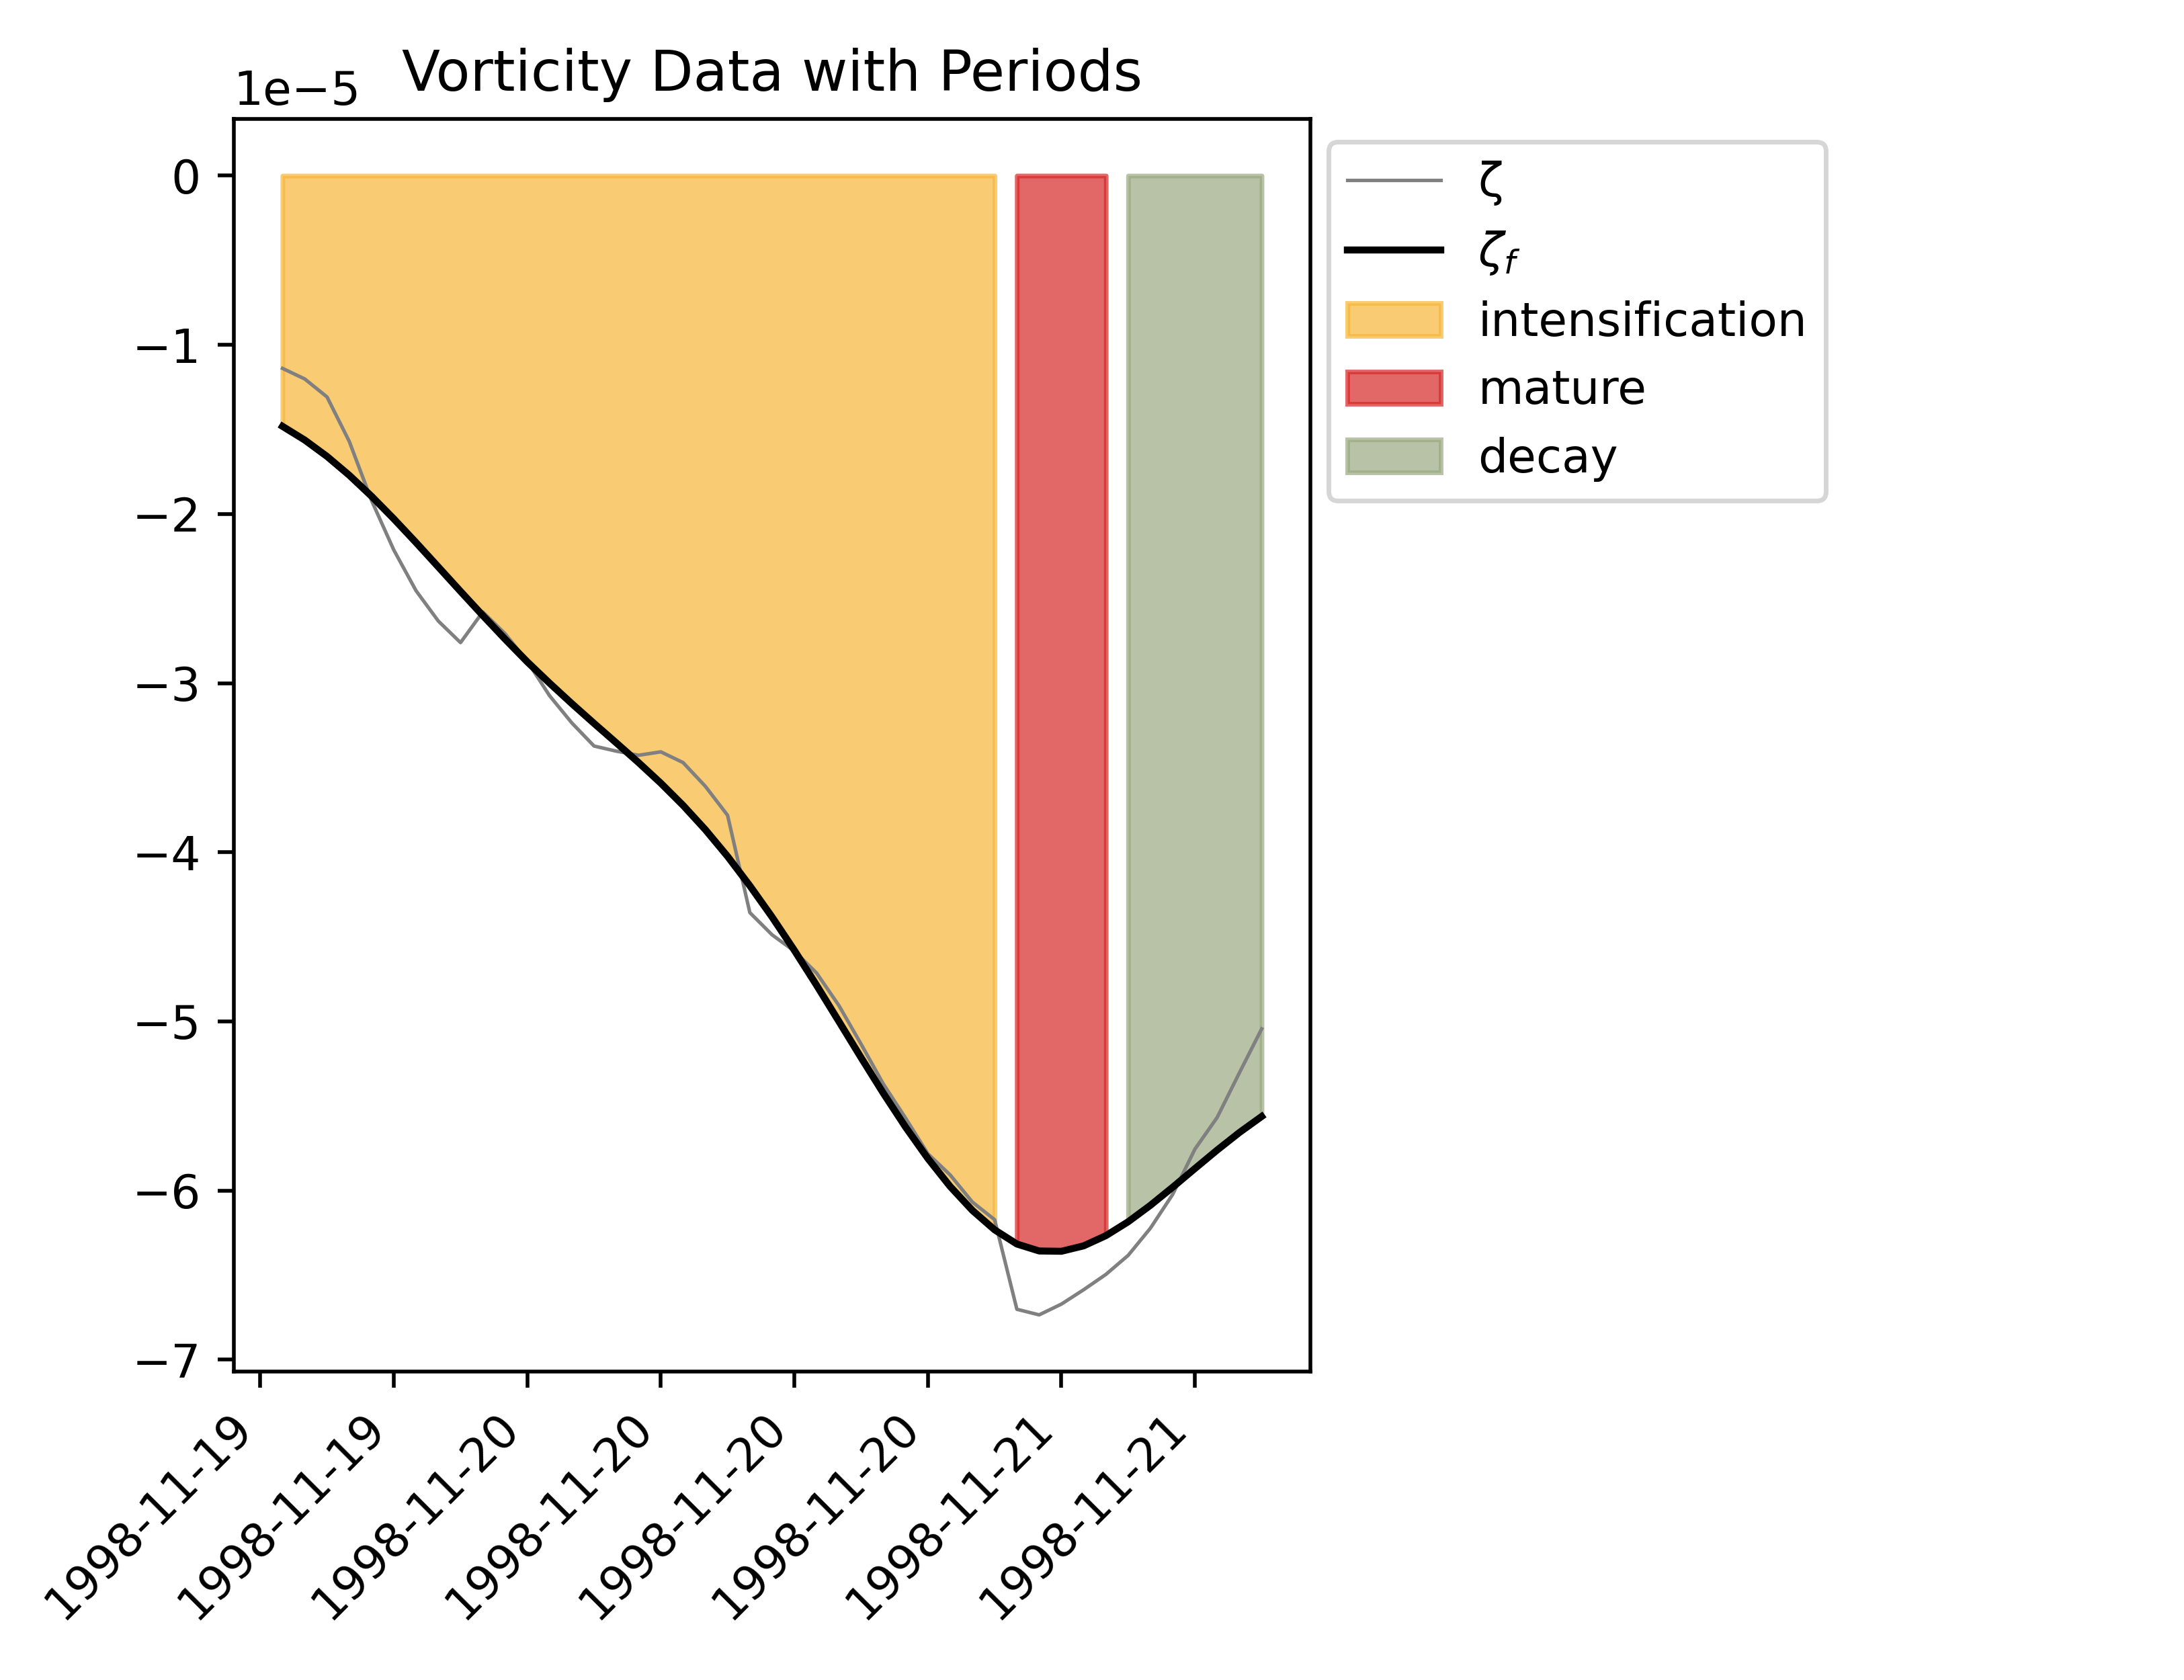 Vorticity Data with Periods
1e−5
0
−1
−2
−3
−4
−5
−6
−7
1998-11-19
1998-11-19
1998-11-20
1998-11-20
1998-11-20
1998-11-20
1998-11-21
1998-11-21
ζ
ζf
intensification
mature
decay